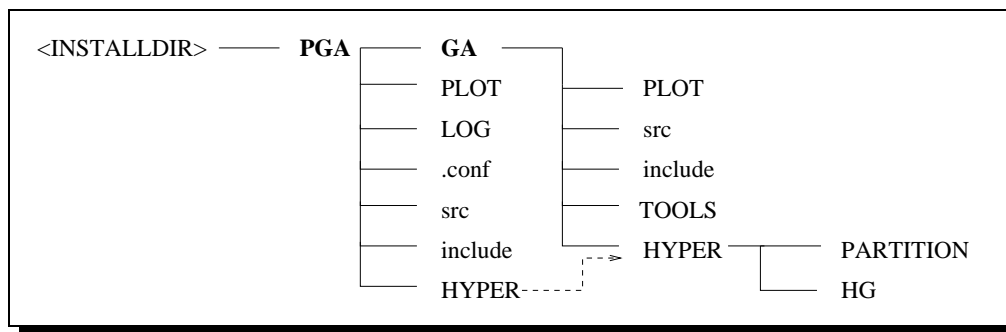 <INSTALLDIR> PGA GA
PLOT PLOT
LOG src
.conf include
src TOOLS
include HYPER PARTITION
HYPER HG